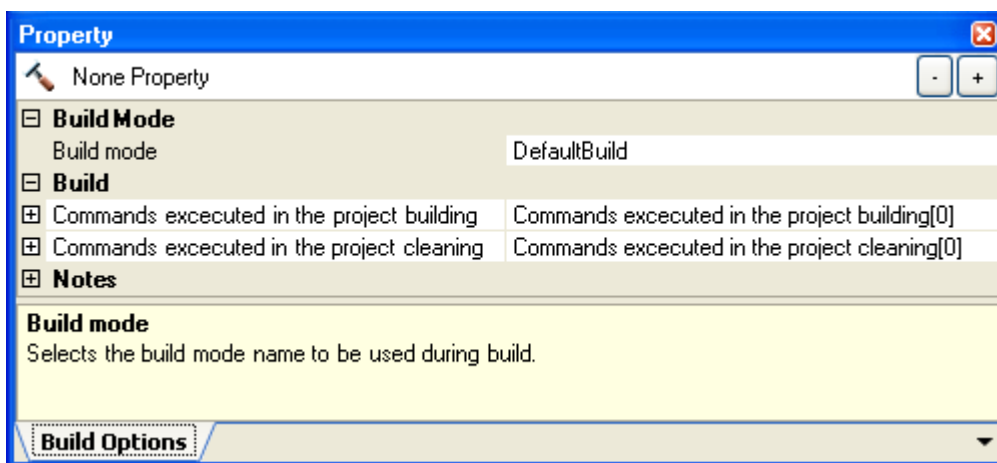 Property
None Property
- +
Build Mode
Build mode DefaultBuild
Build
Commands excecuted in the project building Commands excecuted in the project building[0]
Commands excecuted in the project cleaning Commands excecuted in the project cleaning[0]
Notes
Build mode
Selects the build mode name to be used during build.
Build Options